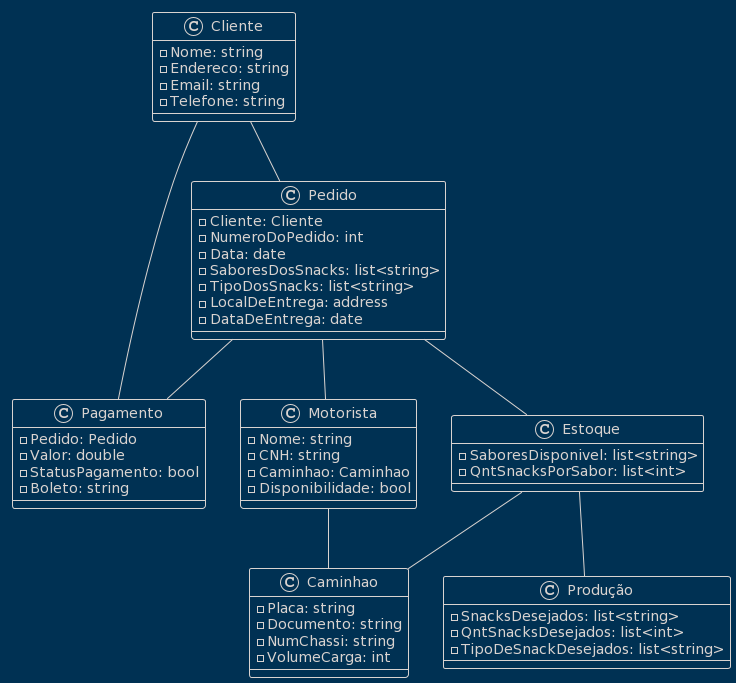 C Cliente
Nome: string
Endereco: string
Email: string
Telefone: string
C Pedido
Cliente: Cliente
NumeroDoPedido: int
Data: date
SaboresDosSnacks: list<string>
TipoDosSnacks: list<string>
LocalDeEntrega: address
DataDeEntrega: date
C Pagamento
Pedido: Pedido
Valor: double
StatusPagamento: bool
Boleto: string
C Motorista
Nome: string
CNH: string
Caminhao: Caminhao
Disponibilidade: bool
C Estoque
SaboresDisponivel: list<string>
QntSnacksPorSabor: list<int>
C Caminhao
Placa: string
Documento: string
NumChassi: string
VolumeCarga: int
C Produção
SnacksDesejados: list<string>
QntSnacksDesejados: list<int>
TipoDeSnackDesejados: list<string>